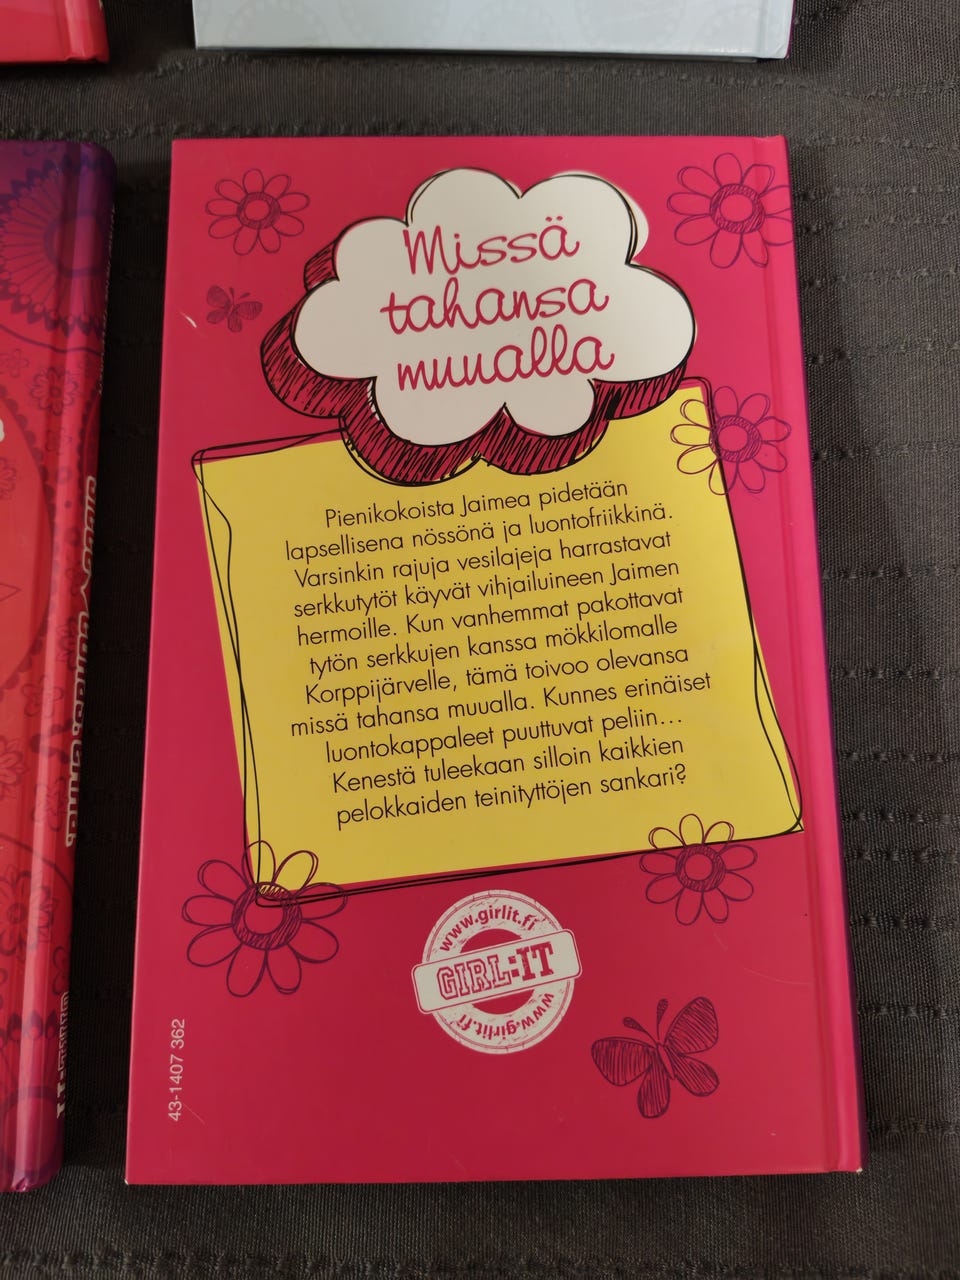 Missä
tahansa
muualla
Pienikokoista Jaimea pidetään
lapsellisena nössönä ja luontofriikkinä.
Varsinkin rajuja vesilajeja harrastavat
serkkutytöt käyvät vihjailuineen Jaimen
hermoille. Kun vanhemmat pakottavat
tytön serkkujen kanssa mökkilomalle
Korppijärvelle, tämä toivoo olevansa
missä tahansa muualla. Kunnes erinäiset
luontokappaleet puuttuvat peliin...
Kenestä tuleekaan silloin kaikkien
pelokkaiden teinityttöjen sankari?
www.girlit.fi
GIRL:IT
www.girlit.fi
43-1407 362